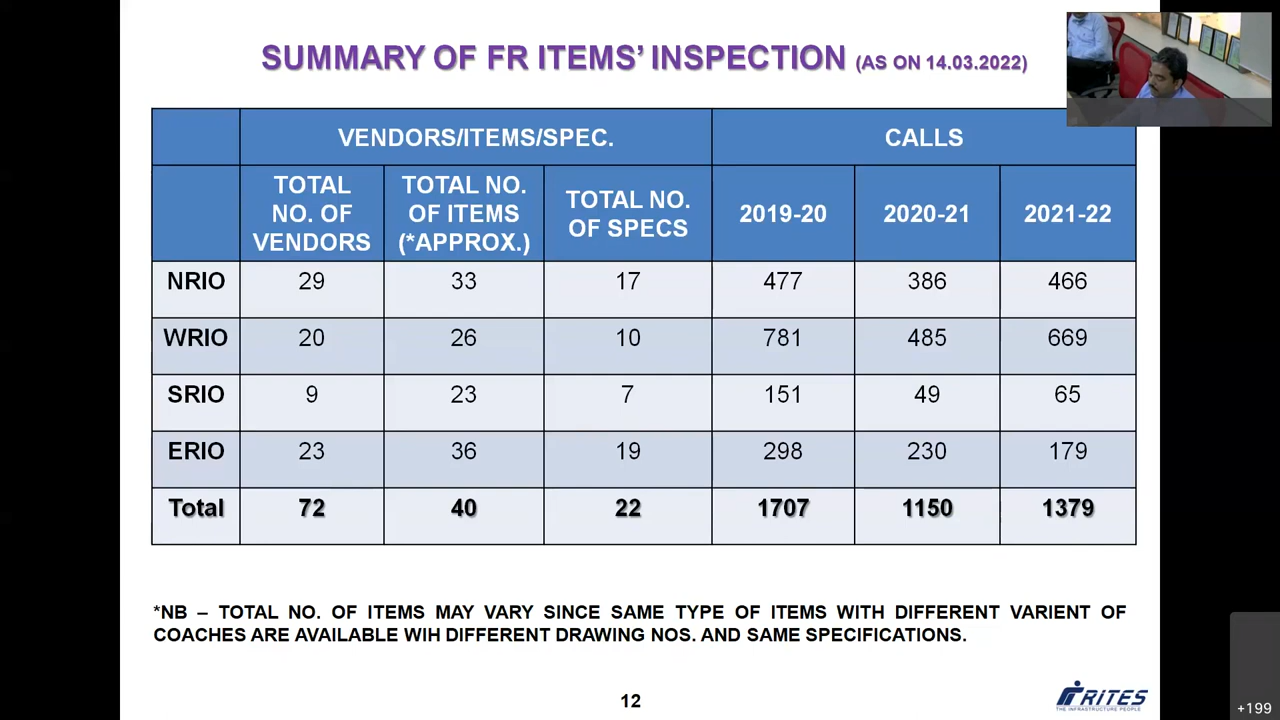 SUMMARY OF FR ITEMS' INSPECTION (AS ON 14.03.2022)
VENDORS/ITEMS/SPEC. CALLS
TOTAL NO. OF VENDORS TOTAL NO. OF ITEMS (*APPROX.) TOTAL NO. OF SPECS 2019-20 2020-21 2021-22
NRIO 29 33 17 477 386 466
WRIO 20 26 10 781 485 669
SRIO 9 23 7 151 49 65
ERIO 23 36 19 298 230 179
Total 72 40 22 1707 1150 1379
*NB – TOTAL NO. OF ITEMS MAY VARY SINCE SAME TYPE OF ITEMS WITH DIFFERENT VARIENT OF
COACHES ARE AVAILABLE WIH DIFFERENT DRAWING NOS. AND SAME SPECIFICATIONS.
12
RITES
THE INFRASTRUCTURE PEOPLE
+199